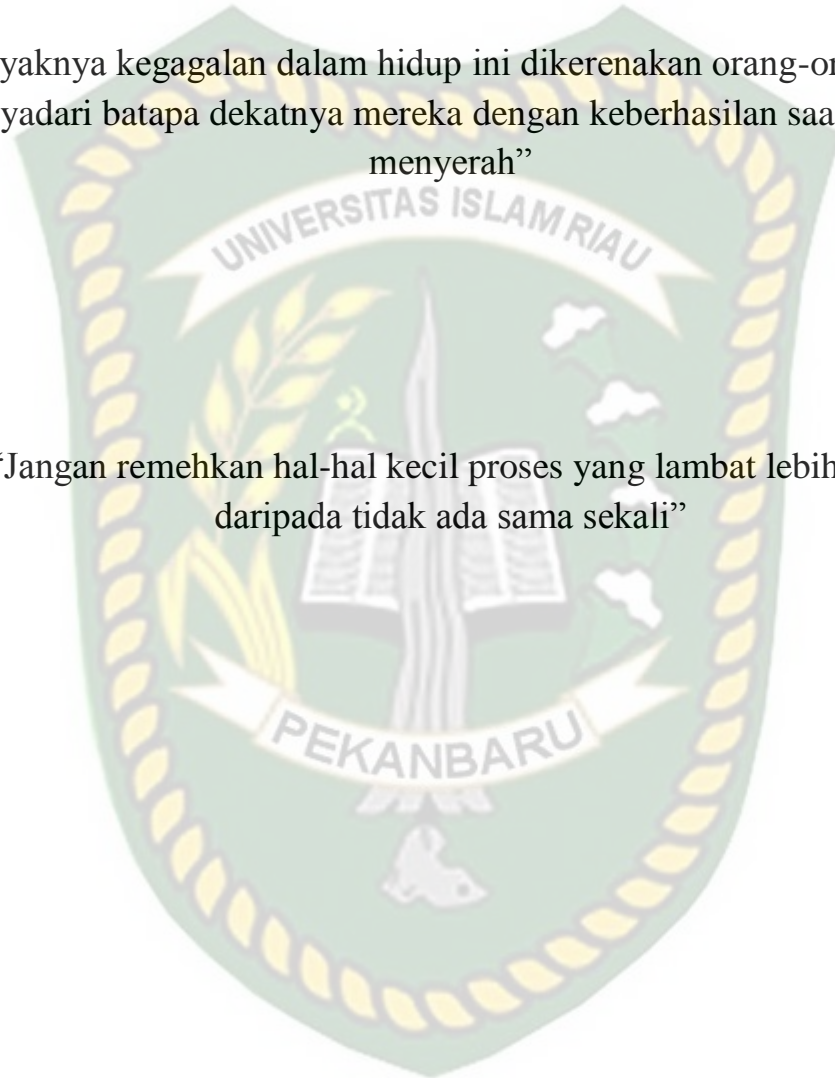 yaknya kegagalan dalam hidup ini dikerenakan orang-or
yadari batapa dekatnya mereka dengan keberhasilan saa
menyerah”
UNIVERSITAS ISLAM RIAU
“Jangan remehkan hal-hal kecil proses yang lambat lebih
daripada tidak ada sama sekali”
PEKANBARU